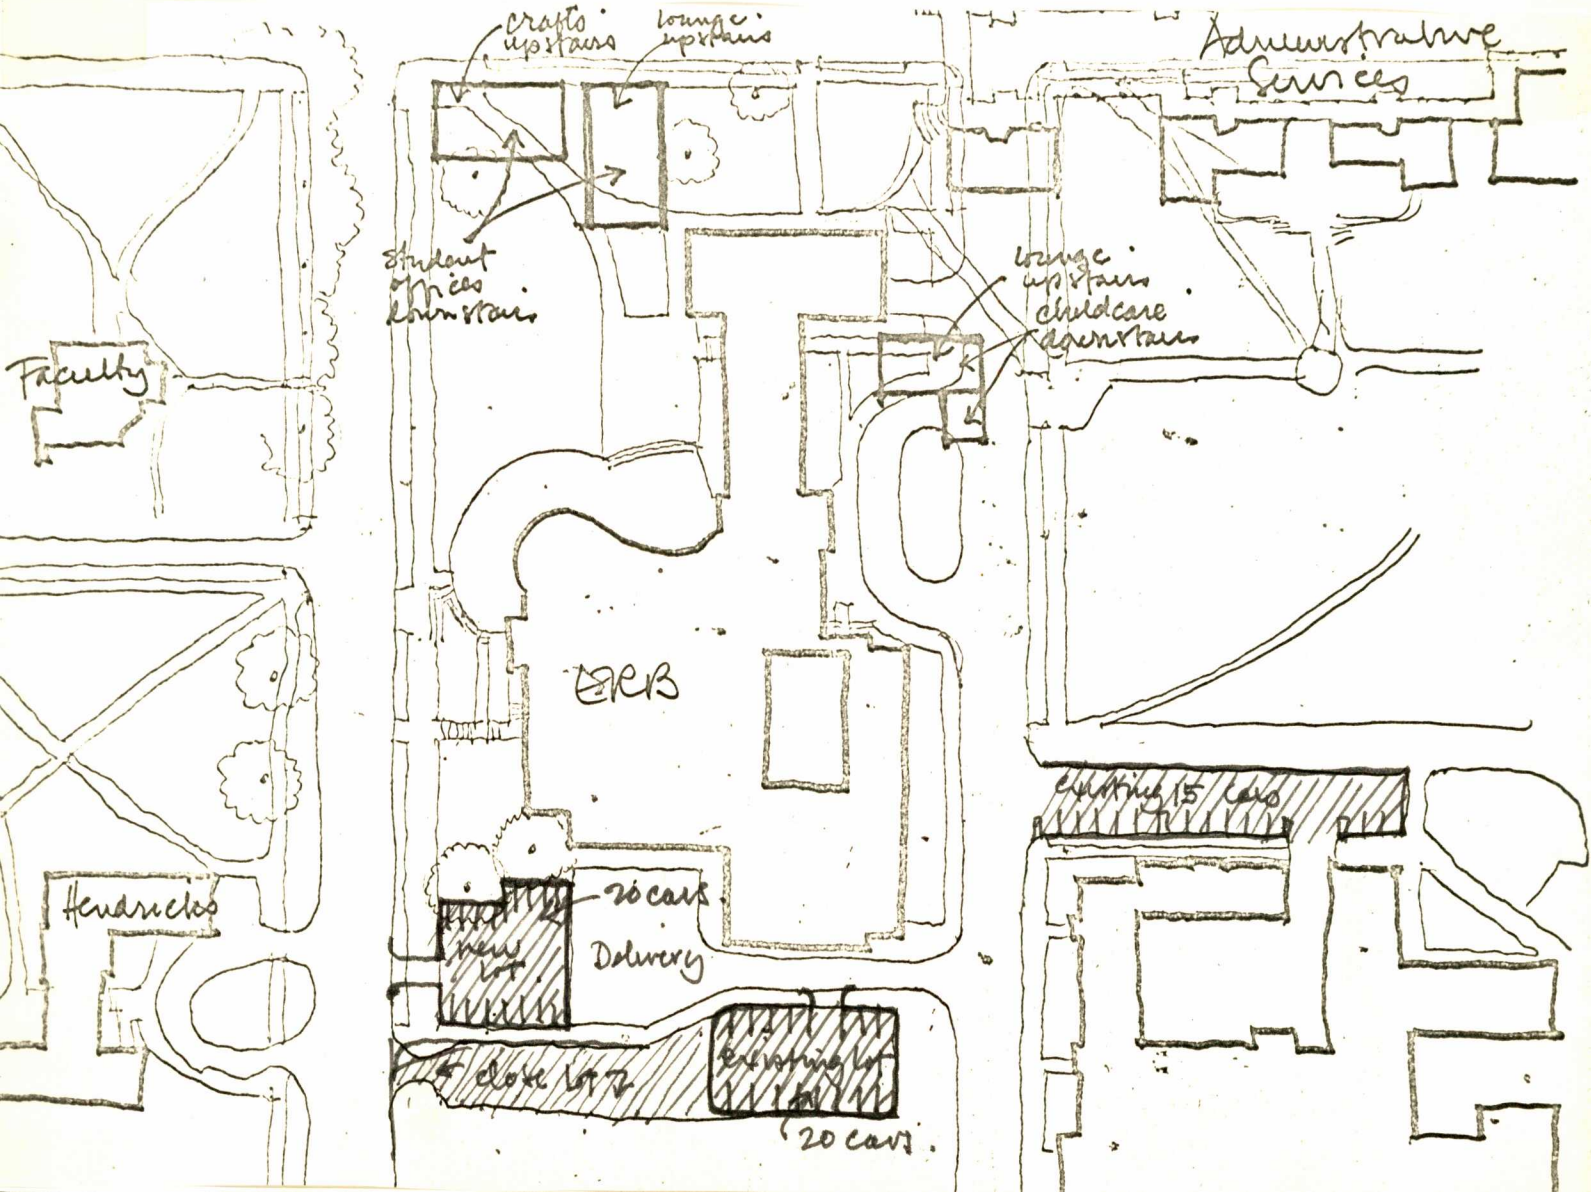 crafts
upstairs
lounge
upstairs
Administrative
Services
Student
offices
downstairs
lounge
upstairs
childcare
downstairs
Faculty
ERB
existing 15 cars
Hendricks
20 cars
new
lot
Delivery
close lot
existing lot
20 cars.